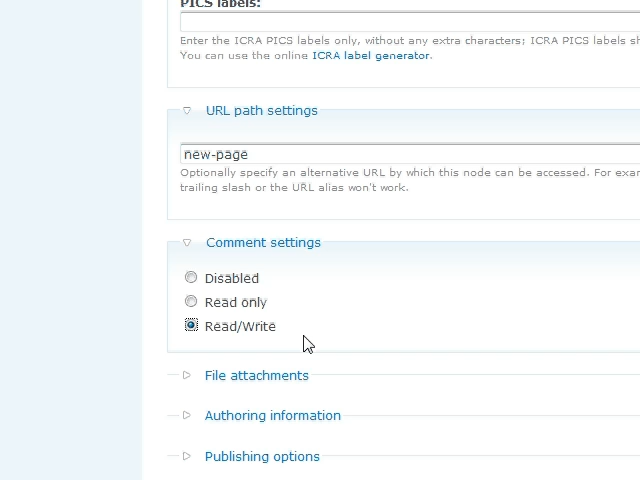 PICS labels:
Enter the ICRA PICS labels only, without any extra characters; ICRA PICS labels
You can use the online ICRA label generator.
URL path settings
new-page
Optionally specify an alternative URL by which this node can be accessed. For
trailing slash or the URL alias won't work.
Comment settings
Disabled
Read only
Read/Write
File attachments
Authoring information
Publishing options